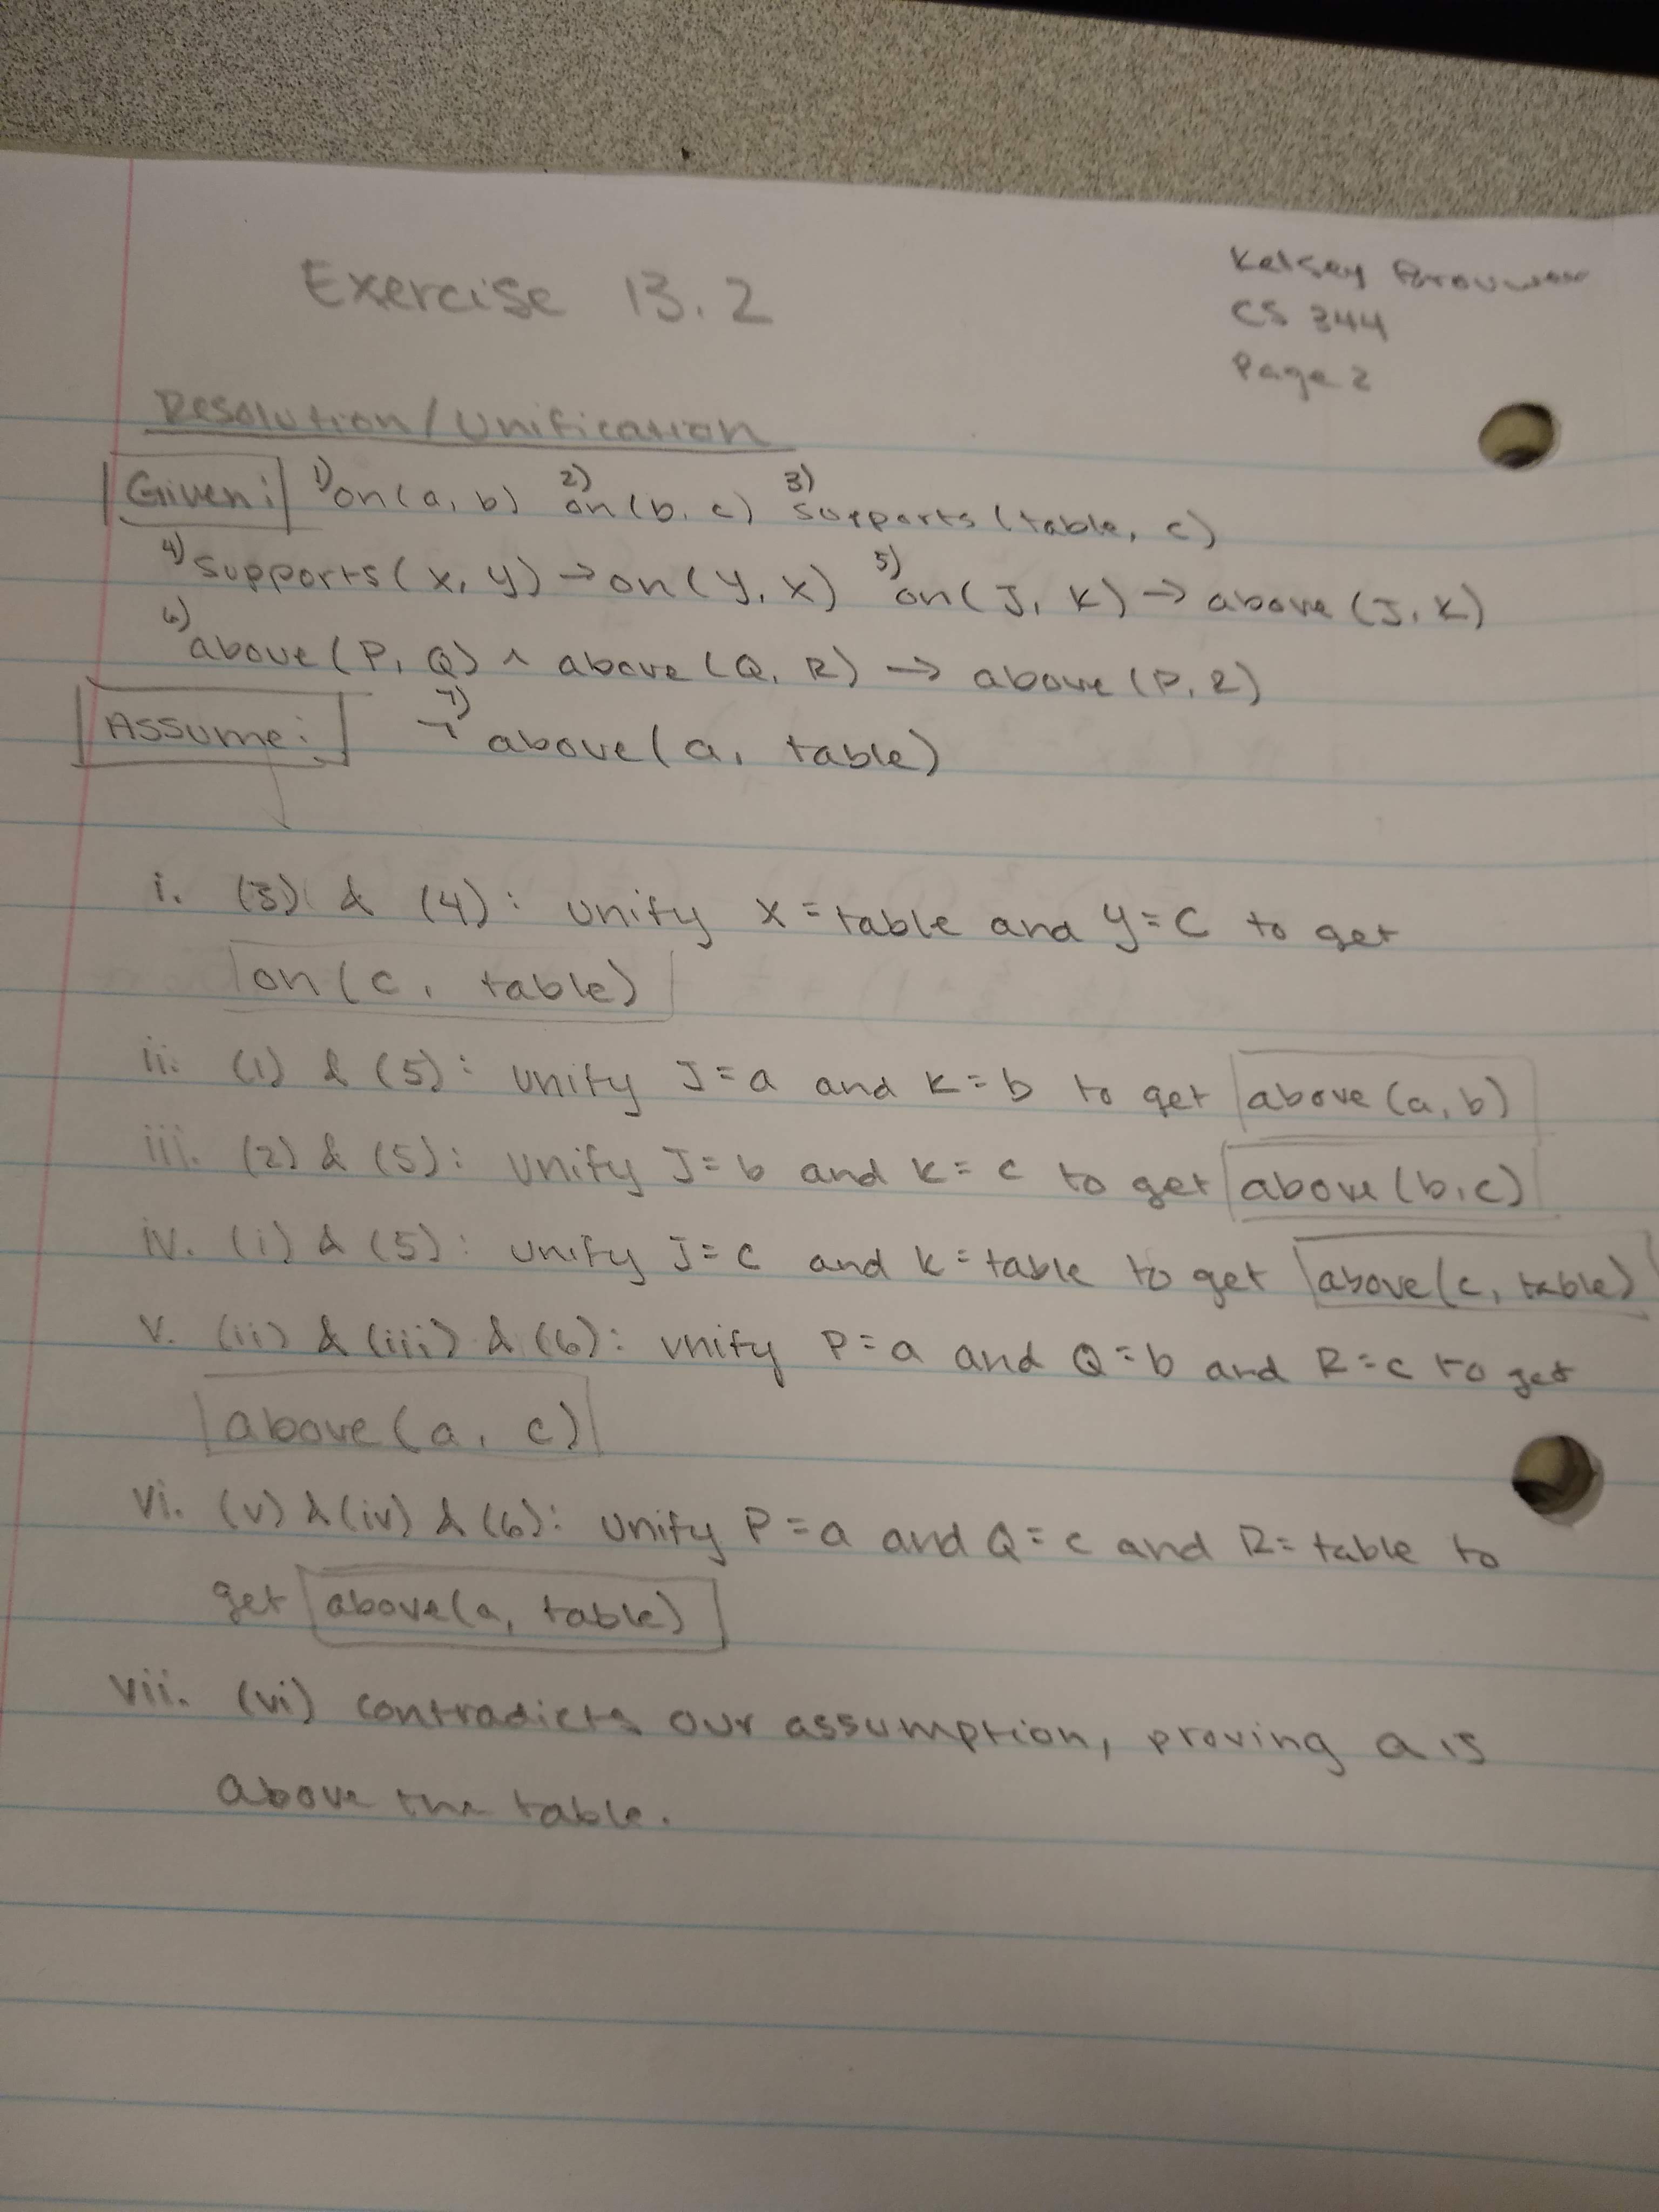 Exercise 13.2
Kelsey Brouwer
CS 344
Page 2
Resolution/Unification
Given: 1) on(a, b) 2) on(b, c) 3) supports(table, c)
4) supports(x, y) → on(y, x) 5) on(J, K) → above(J, K)
6) above(P, Q) ^ above(Q, R) → above(P, R)
Assume: 7) ¬ above(a, table)
i. (3) & (4): unify x = table and y = c to get
on(c, table)
ii. (1) & (5): unify J = a and K = b to get above(a, b)
iii. (2) & (5): unify J = b and K = c to get above(b, c)
iv. (i) & (5): unify J = c and K = table to get above(c, table)
v. (ii) & (iii) & (6): unify P = a and Q = b and R = c to get
above(a, c)
vi. (v) & (iv) & (6): unify P = a and Q = c and R = table to
get above(a, table)
vii. (vi) contradicts our assumption, proving a is
above the table.